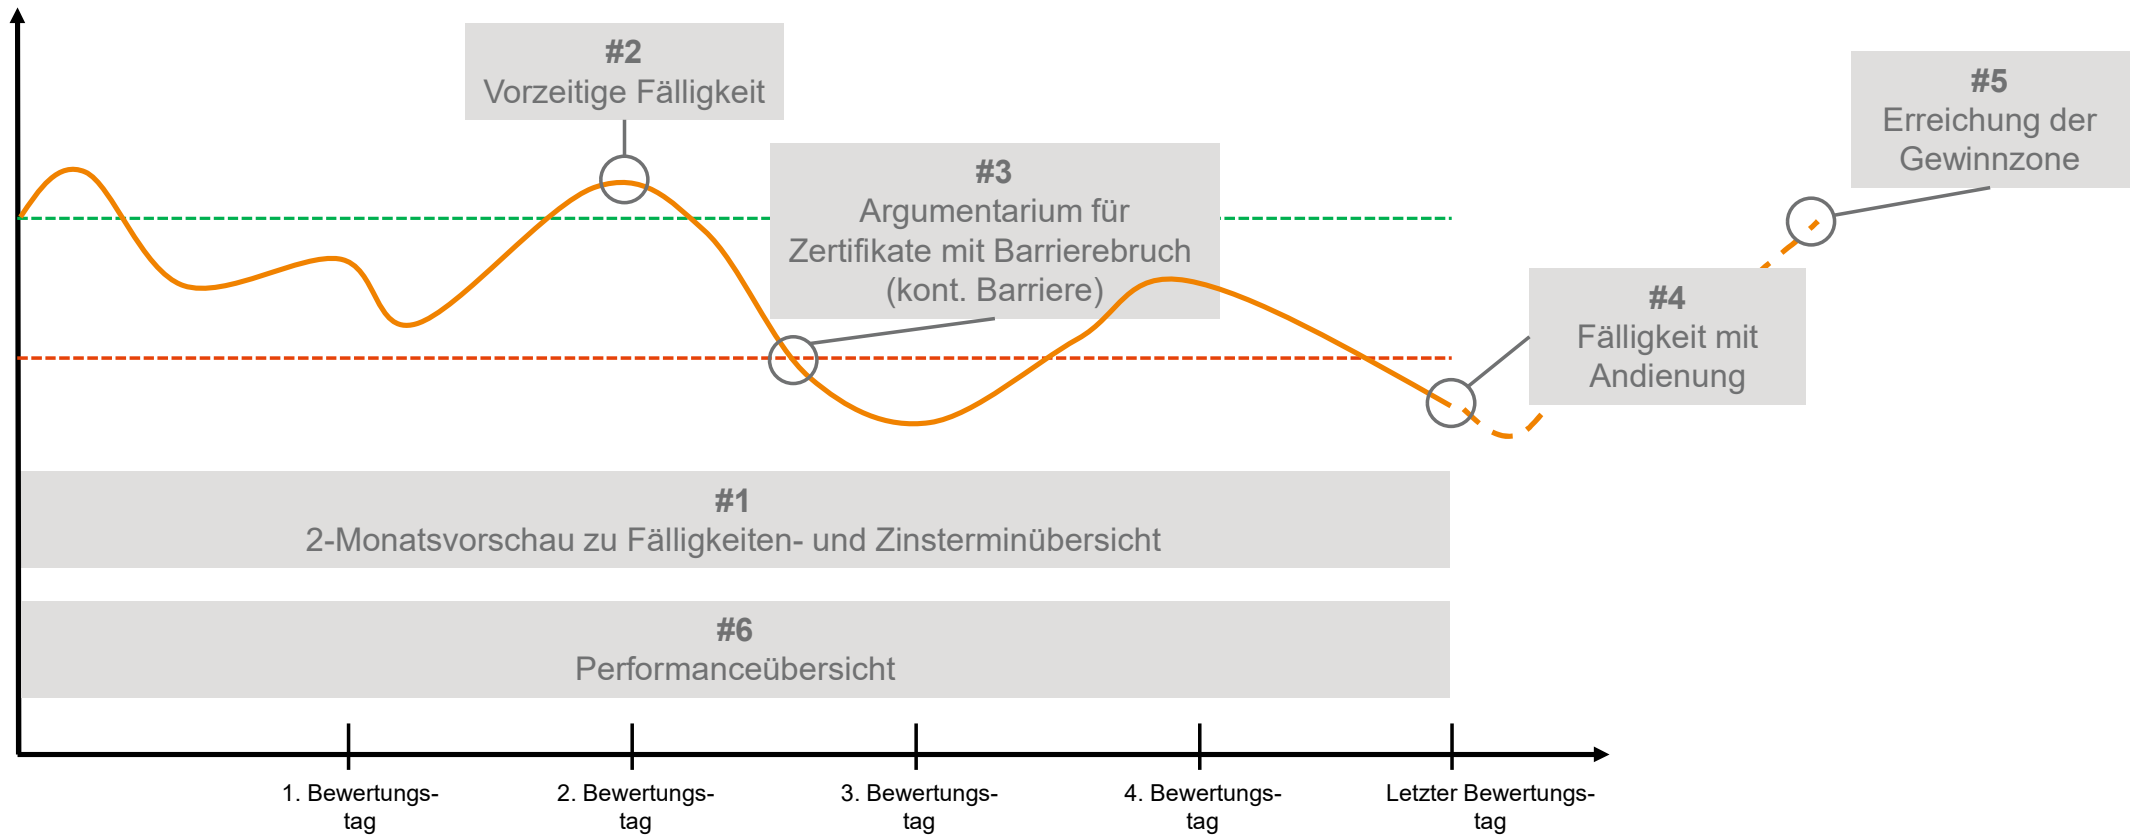 #2
Vorzeitige Fälligkeit
#5
Erreichung der
Gewinnzone
#3
Argumentarium für
Zertifikate mit Barrierebruch
(kont. Barriere)
#4
Fälligkeit mit
Andienung
#1
2-Monatsvorschau zu Fälligkeiten- und Zinsterminübersicht
#6
Performanceübersicht
1. Bewertungs-
tag
2. Bewertungs-
tag
3. Bewertungs-
tag
4. Bewertungs-
tag
Letzter Bewertungs-
tag